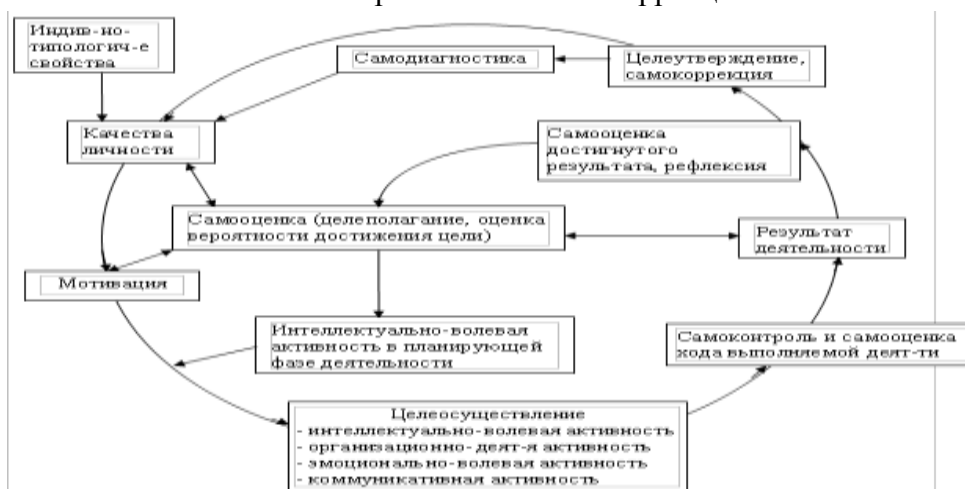 Индив-но-
типологич-е
свойства
Самодиагностика
Целеутверждение,
самокоррекция
Качества
личности
Самооценка
достигнутого
результата, рефлексия
Самооценка (целеполагание, оценка
вероятности достижения цели)
Результат
деятельности
Мотивация
Интеллектуально-волевая
активность в планирующей
фазе деятельности
Самоконтроль и самооценка
хода выполняемой деят-ти
Целеосуществление
- интеллектуально-волевая активность
- организационно-деят-я активность
- эмоционально-волевая активность
- коммуникативная активность